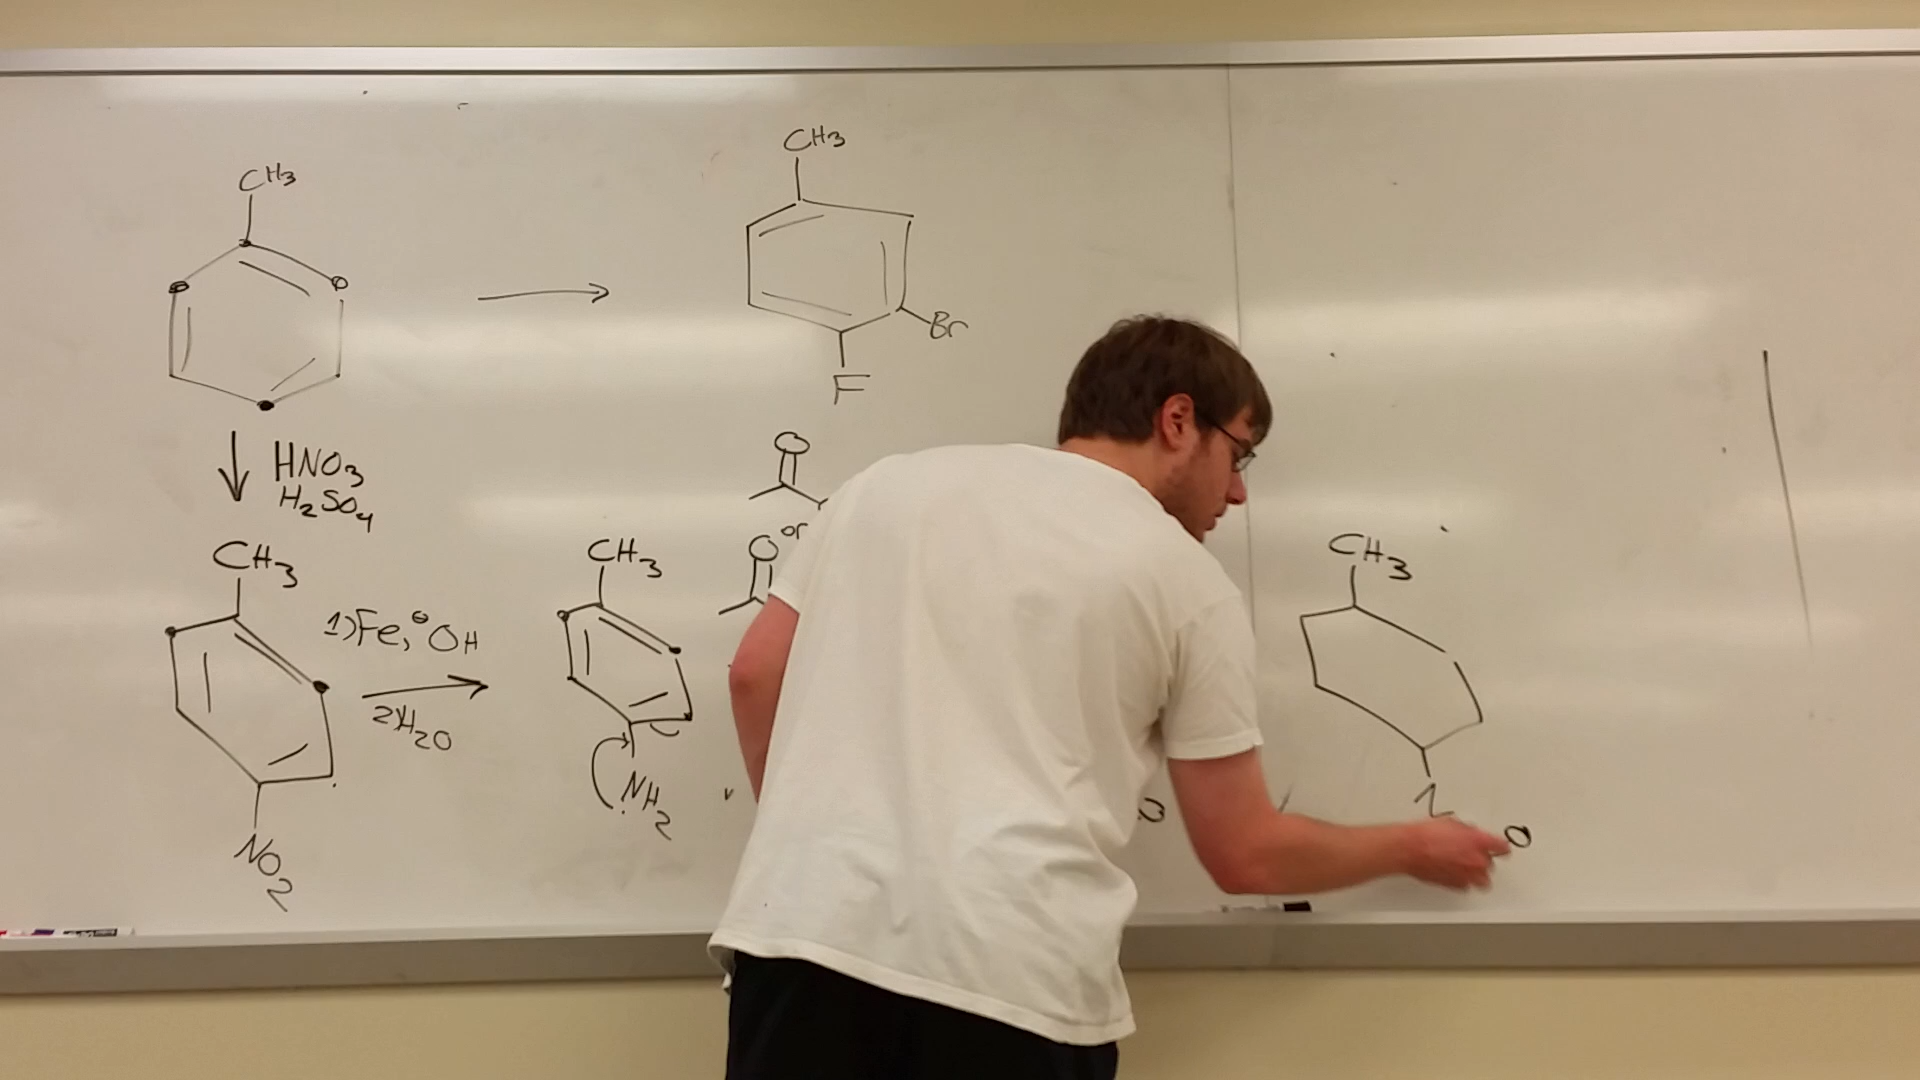 CH3
CH3
Br
F
HNO3
H2SO4
O
or
O
CH3
1) Fe, ⊖OH
2) H2O
NO2
CH3
NH2
CH3
N
O